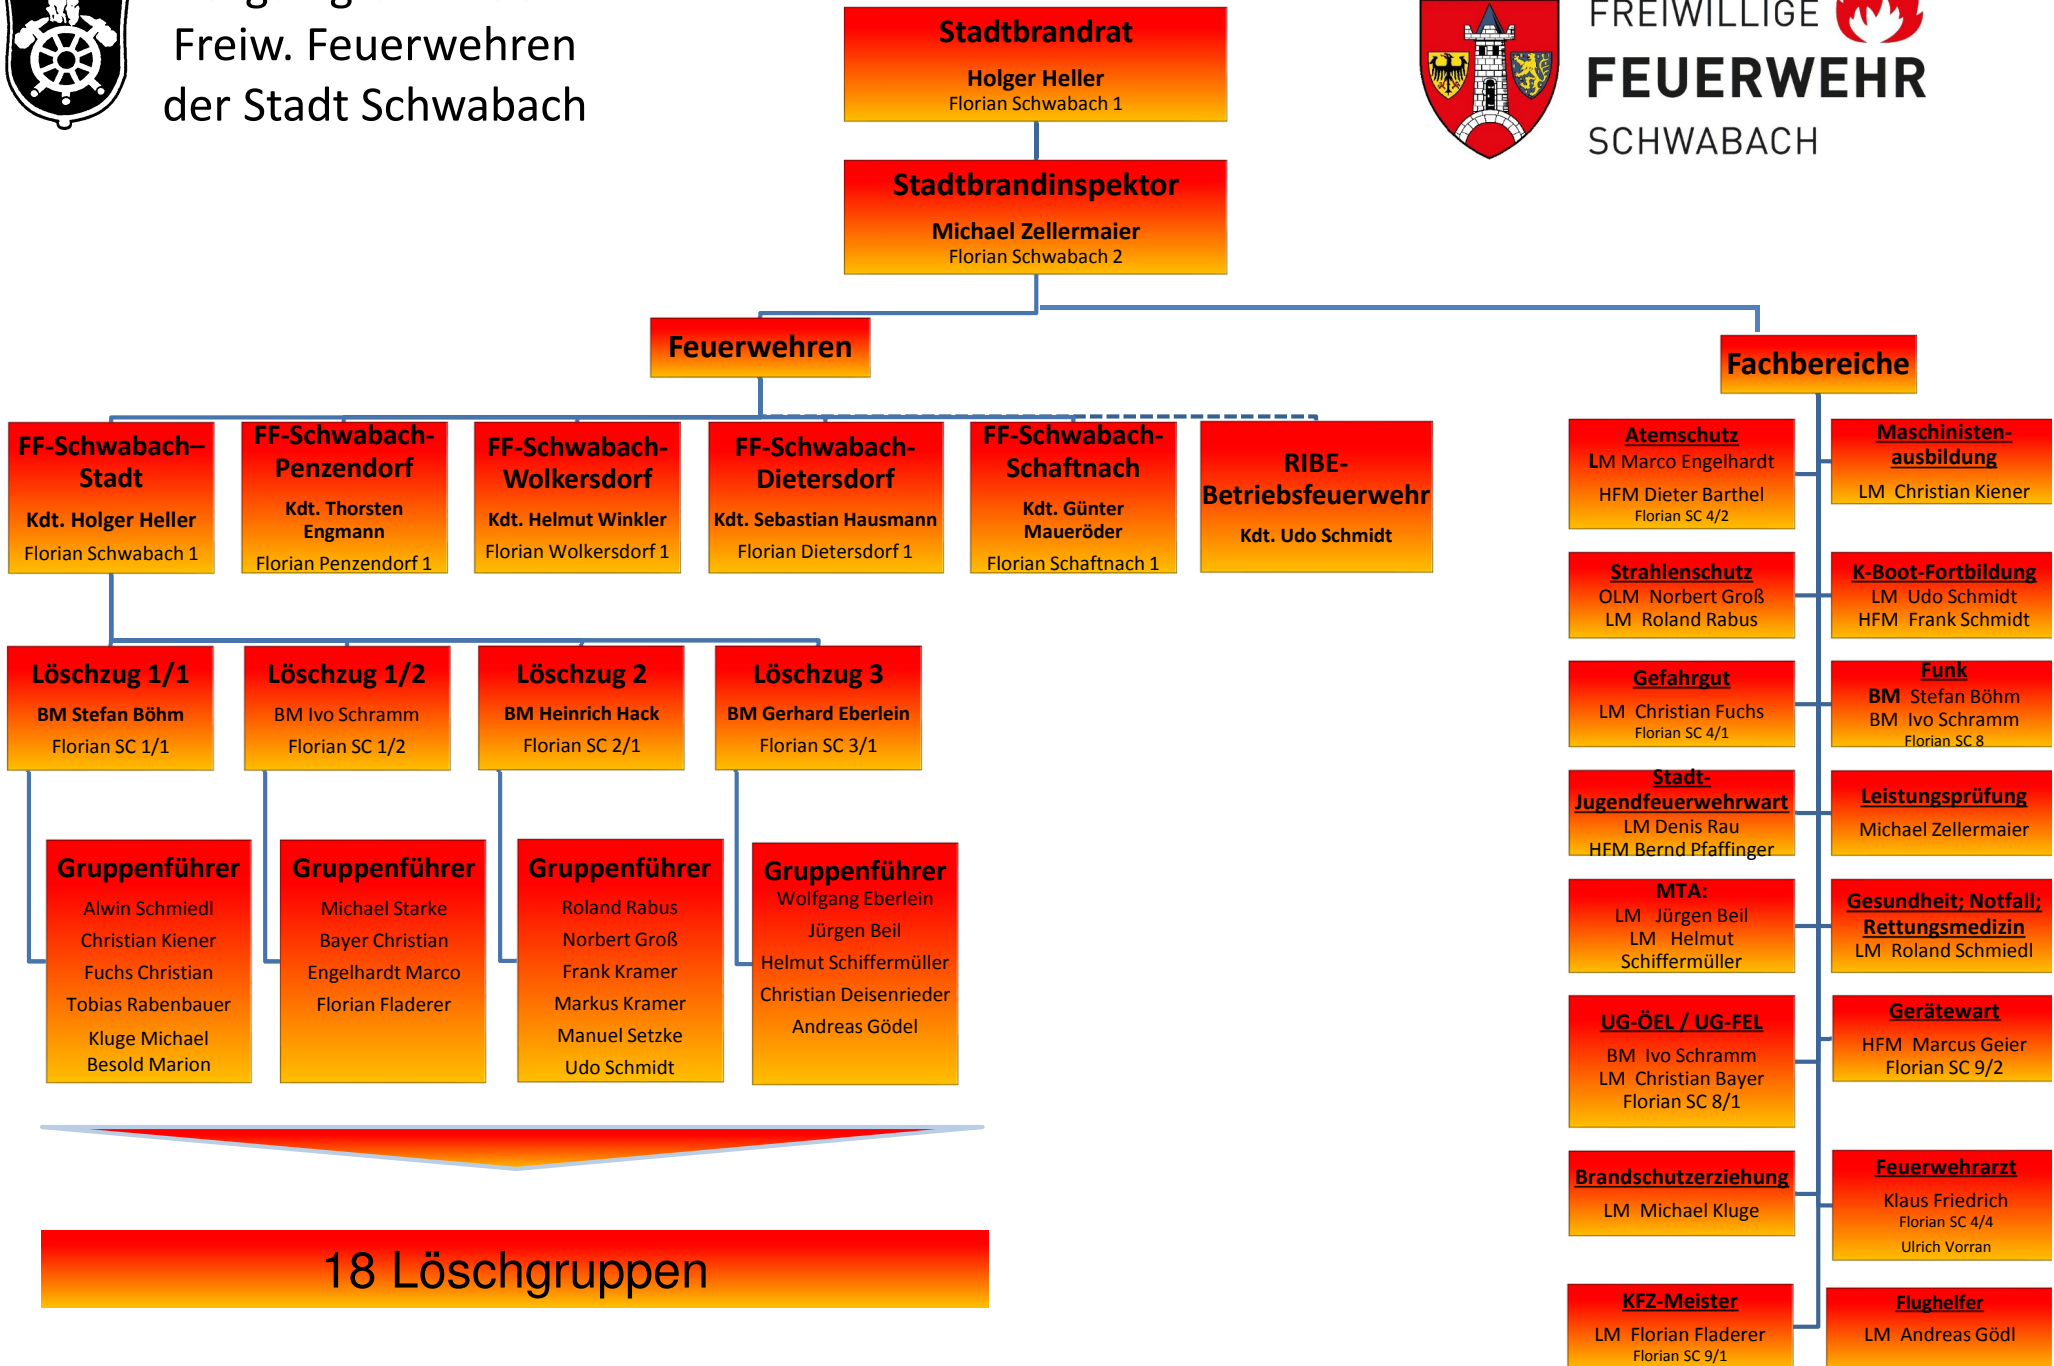 Freiw. Feuerwehren
der Stadt Schwabach
FREIWILLIGE
FEUERWEHR
SCHWABACH
Stadtbrandrat
Holger Heller
Florian Schwabach 1
Stadtbrandinspektor
Michael Zellermaier
Florian Schwabach 2
Feuerwehren
Fachbereiche
FF-Schwabach–
Stadt
Kdt. Holger Heller
Florian Schwabach 1
FF-Schwabach-
Penzendorf
Kdt. Thorsten
Engmann
Florian Penzendorf 1
FF-Schwabach-
Wolkersdorf
Kdt. Helmut Winkler
Florian Wolkersdorf 1
FF-Schwabach-
Dietersdorf
Kdt. Sebastian Hausmann
Florian Dietersdorf 1
FF-Schwabach-
Schaftnach
Kdt. Günter
Maueröder
Florian Schaftnach 1
RIBE-
Betriebsfeuerwehr
Kdt. Udo Schmidt
Löschzug 1/1
BM Stefan Böhm
Florian SC 1/1
Löschzug 1/2
BM Ivo Schramm
Florian SC 1/2
Löschzug 2
BM Heinrich Hack
Florian SC 2/1
Löschzug 3
BM Gerhard Eberlein
Florian SC 3/1
Gruppenführer
Alwin Schmiedl
Christian Kiener
Fuchs Christian
Tobias Rabenbauer
Kluge Michael
Besold Marion
Gruppenführer
Michael Starke
Bayer Christian
Engelhardt Marco
Florian Fladerer
Gruppenführer
Roland Rabus
Norbert Groß
Frank Kramer
Markus Kramer
Manuel Setzke
Udo Schmidt
Gruppenführer
Wolfgang Eberlein
Jürgen Beil
Helmut Schiffermüller
Christian Deisenrieder
Andreas Gödel
18 Löschgruppen
Atemschutz
LM Marco Engelhardt
HFM Dieter Barthel
Florian SC 4/2
Maschinisten-
ausbildung
LM Christian Kiener
Strahlenschutz
OLM Norbert Groß
LM Roland Rabus
K-Boot-Fortbildung
LM Udo Schmidt
HFM Frank Schmidt
Gefahrgut
LM Christian Fuchs
Florian SC 4/1
Funk
BM Stefan Böhm
BM Ivo Schramm
Florian SC 8
Stadt-
Jugendfeuerwehrwart
LM Denis Rau
HFM Bernd Pfaffinger
Leistungsprüfung
Michael Zellermaier
MTA:
LM Jürgen Beil
LM Helmut
Schiffermüller
Gesundheit; Notfall;
Rettungsmedizin
LM Roland Schmiedl
UG-ÖEL / UG-FEL
BM Ivo Schramm
LM Christian Bayer
Florian SC 8/1
Gerätewart
HFM Marcus Geier
Florian SC 9/2
Brandschutzerziehung
LM Michael Kluge
Feuerwehrarzt
Klaus Friedrich
Florian SC 4/4
Ulrich Vorran
KFZ-Meister
LM Florian Fladerer
Florian SC 9/1
Flughelfer
LM Andreas Gödl